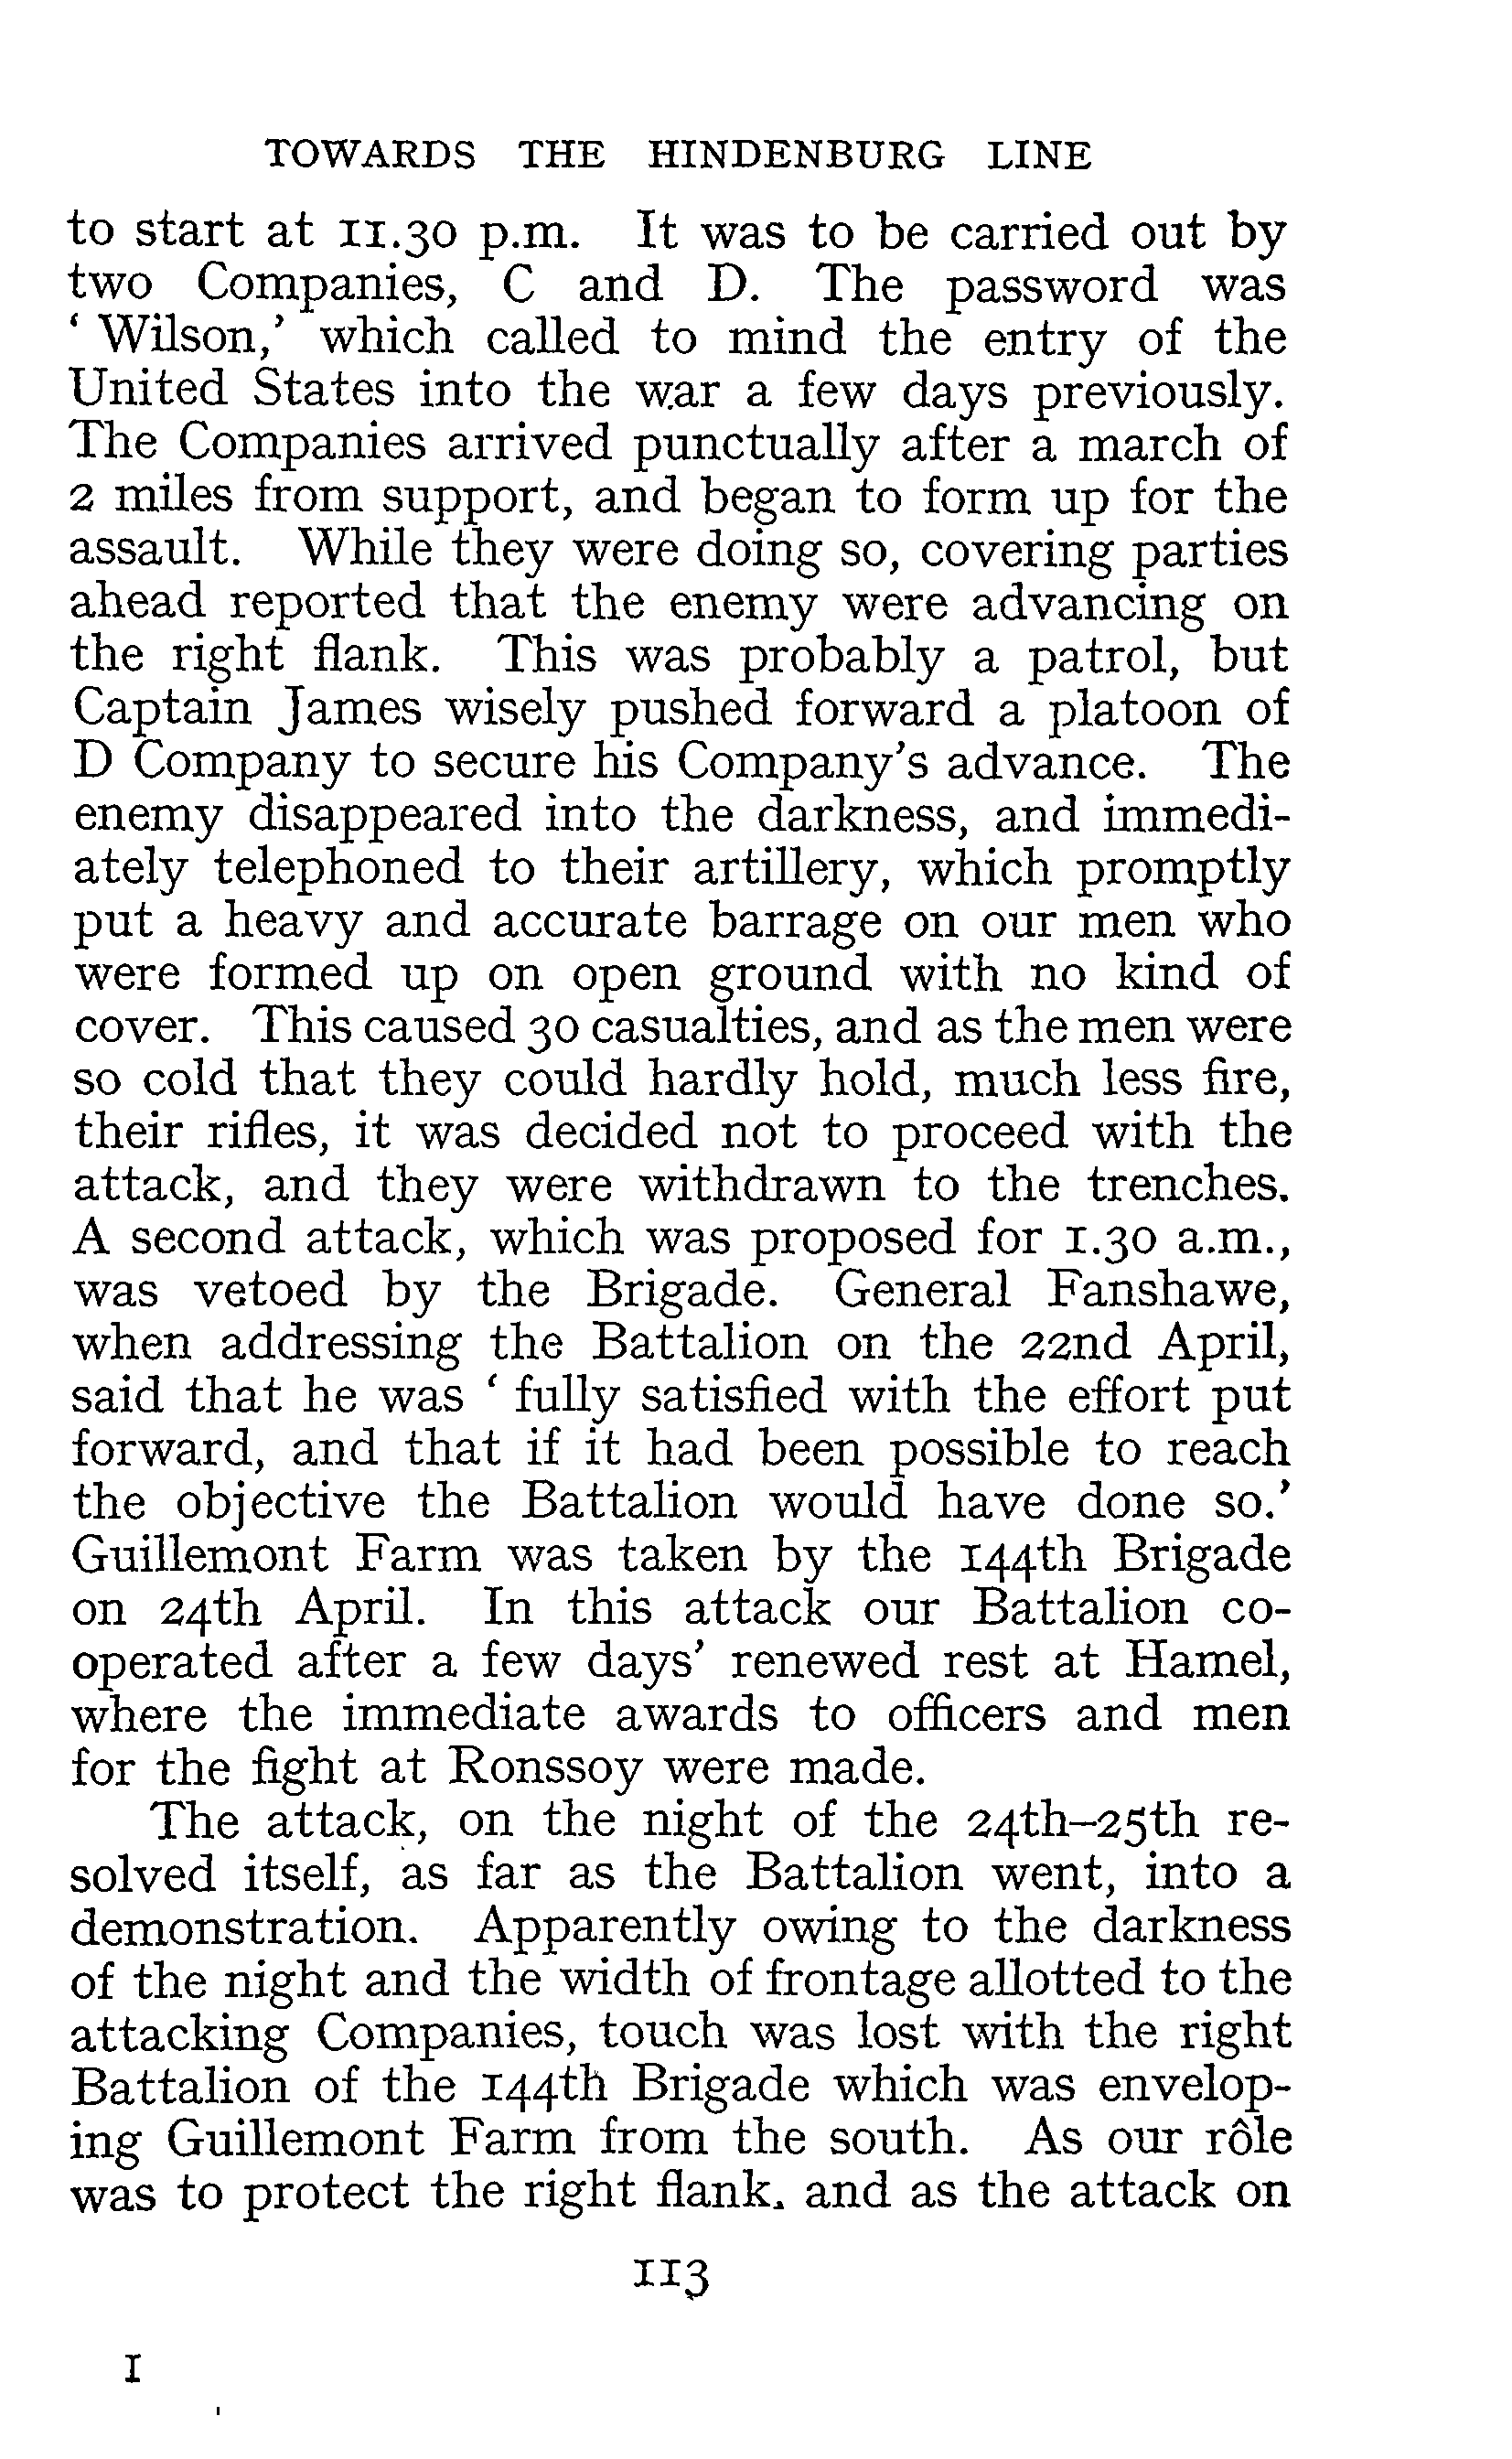 TOWARDS THE HINDENBURG LINE
to start at 11.30 p.m. It was to be carried out by
two Companies, C and D. The password was
‘ Wilson,’ which called to mind the entry of the
United States into the war a few days previously.
The Companies arrived punctually after a march of
2 miles from support, and began to form up for the
assault. While they were doing so, covering parties
ahead reported that the enemy were advancing on
the right flank. This was probably a patrol, but
Captain James wisely pushed forward a platoon of
D Company to secure his Company’s advance. The
enemy disappeared into the darkness, and immedi-
ately telephoned to their artillery, which promptly
put a heavy and accurate barrage on our men who
were formed up on open ground with no kind of
cover. This caused 30 casualties, and as the men were
so cold that they could hardly hold, much less fire,
their rifles, it was decided not to proceed with the
attack, and they were withdrawn to the trenches.
A second attack, which was proposed for 1.30 a.m.,
was vetoed by the Brigade. General Fanshawe,
when addressing the Battalion on the 22nd April,
said that he was ‘ fully satisfied with the effort put
forward, and that if it had been possible to reach
the objective the Battalion would have done so.’
Guillemont Farm was taken by the 144th Brigade
on 24th April. In this attack our Battalion co-
operated after a few days’ renewed rest at Hamel,
where the immediate awards to officers and men
for the fight at Ronssoy were made.
The attack, on the night of the 24th–25th re-
solved itself, as far as the Battalion went, into a
demonstration. Apparently owing to the darkness
of the night and the width of frontage allotted to the
attacking Companies, touch was lost with the right
Battalion of the 144th Brigade which was envelop-
ing Guillemont Farm from the south. As our rôle
was to protect the right flank, and as the attack on
113
I